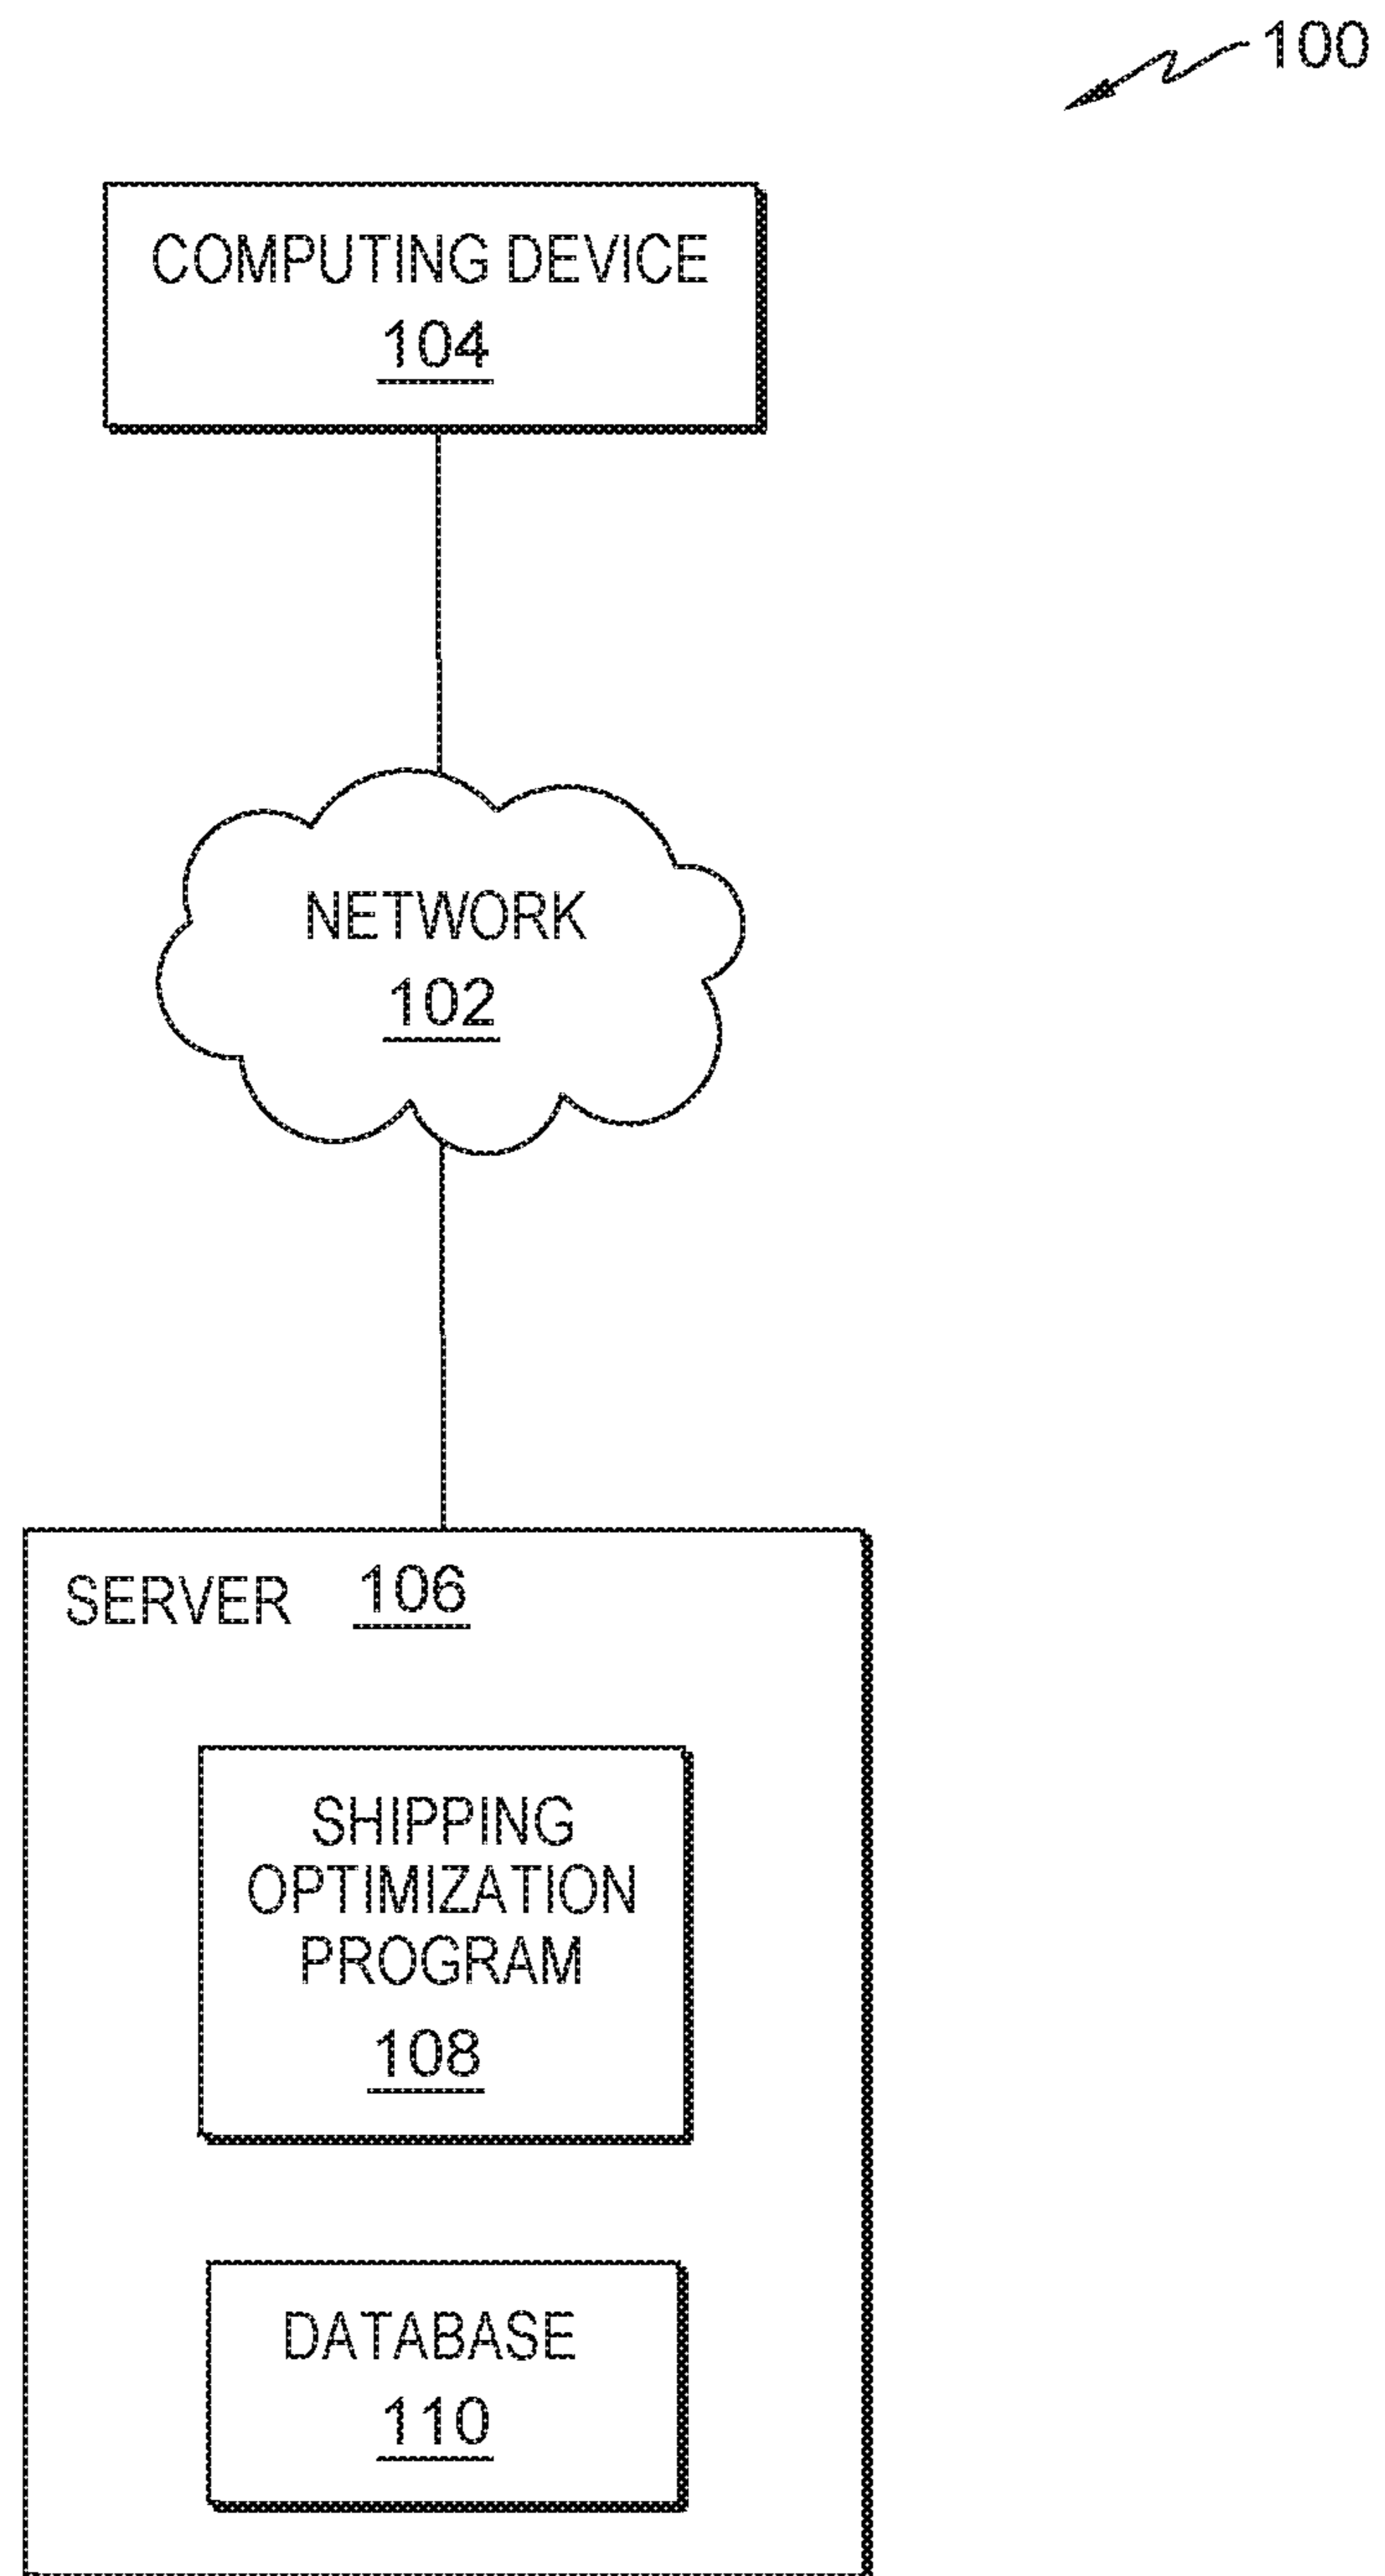 100
COMPUTING DEVICE
104
NETWORK
102
SERVER 106
SHIPPING
OPTIMIZATION
PROGRAM
108
DATABASE
110